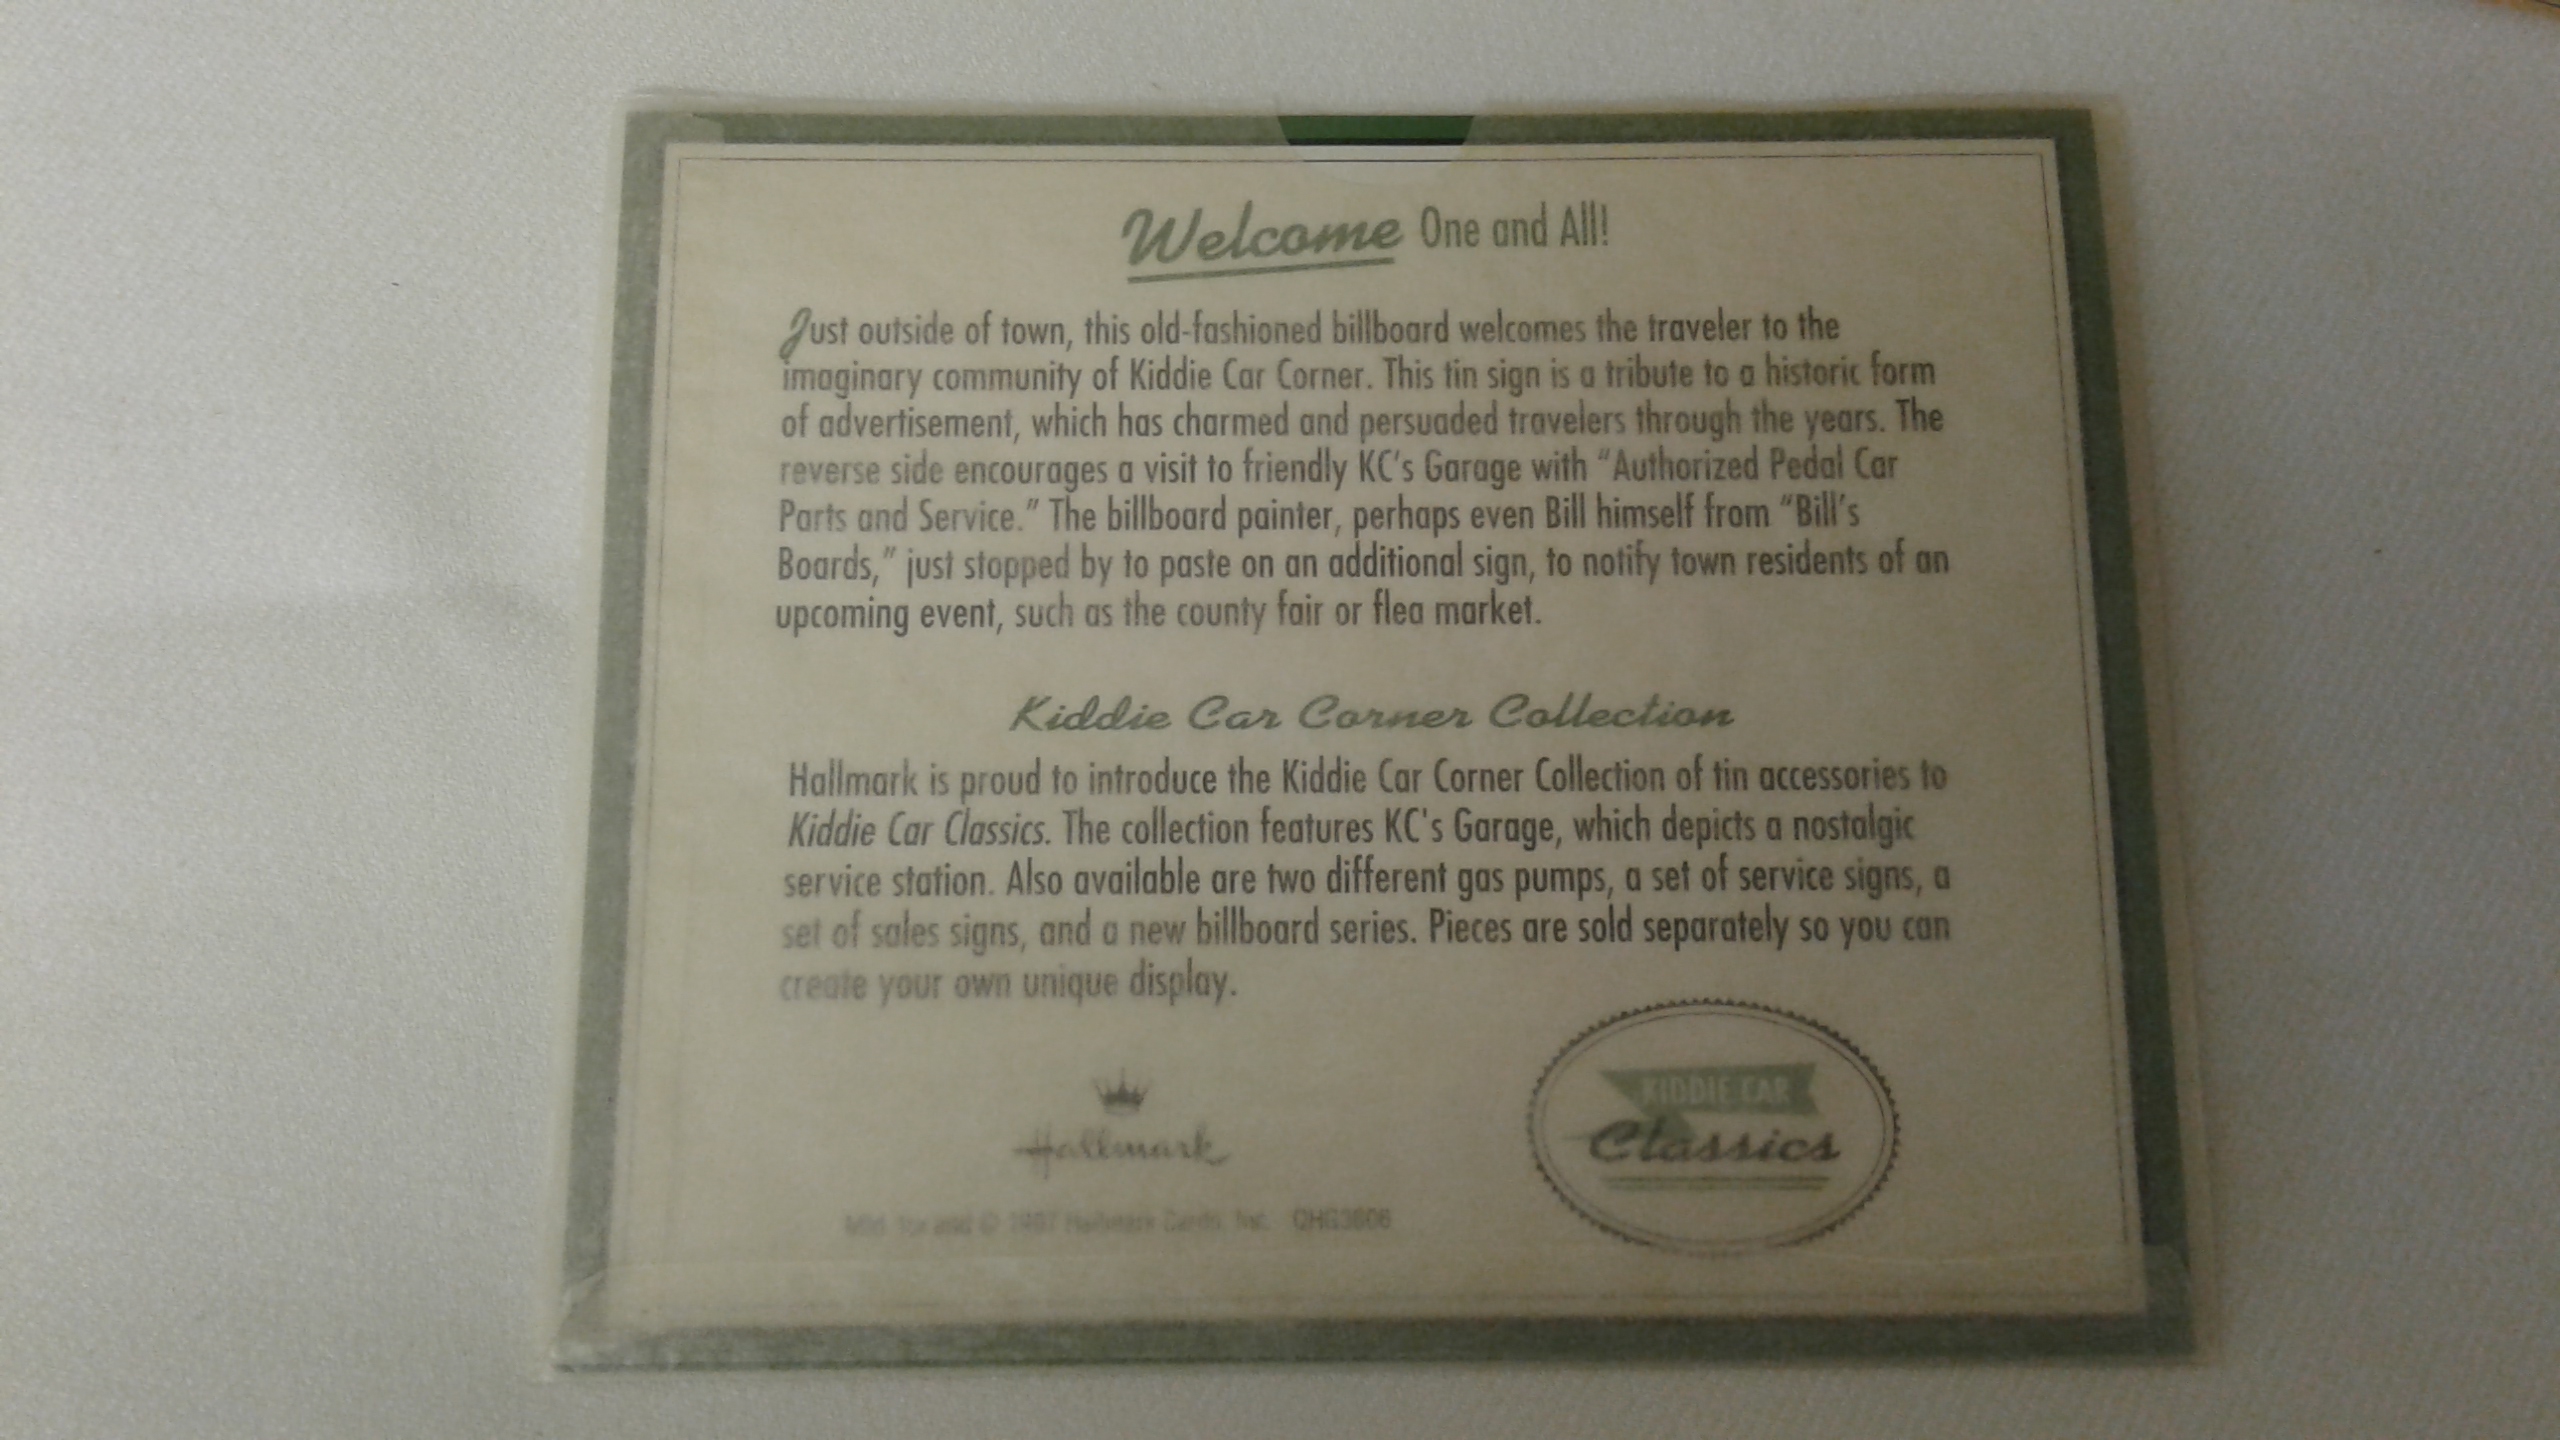 Welcome One and All!
Just outside of town, this old-fashioned billboard welcomes the traveler to the
imaginary community of Kiddie Car Corner. This tin sign is a tribute to a historic form
of advertisement, which has charmed and persuaded travelers through the years. The
reverse side encourages a visit to friendly KC's Garage with “Authorized Pedal Car
Parts and Service.” The billboard painter, perhaps even Bill himself from “Bill's
Boards,” just stopped by to paste on an additional sign, to notify town residents of an
upcoming event, such as the county fair or flea market.
Kiddie Car Corner Collection
Hallmark is proud to introduce the Kiddie Car Corner Collection of tin accessories to
Kiddie Car Classics. The collection features KC's Garage, which depicts a nostalgic
service station. Also available are two different gas pumps, a set of service signs, a
set of sales signs, and a new billboard series. Pieces are sold separately so you can
create your own unique display.
Hallmark
KIDDIE CAR
Classics
© Hallmark Cards, Inc.